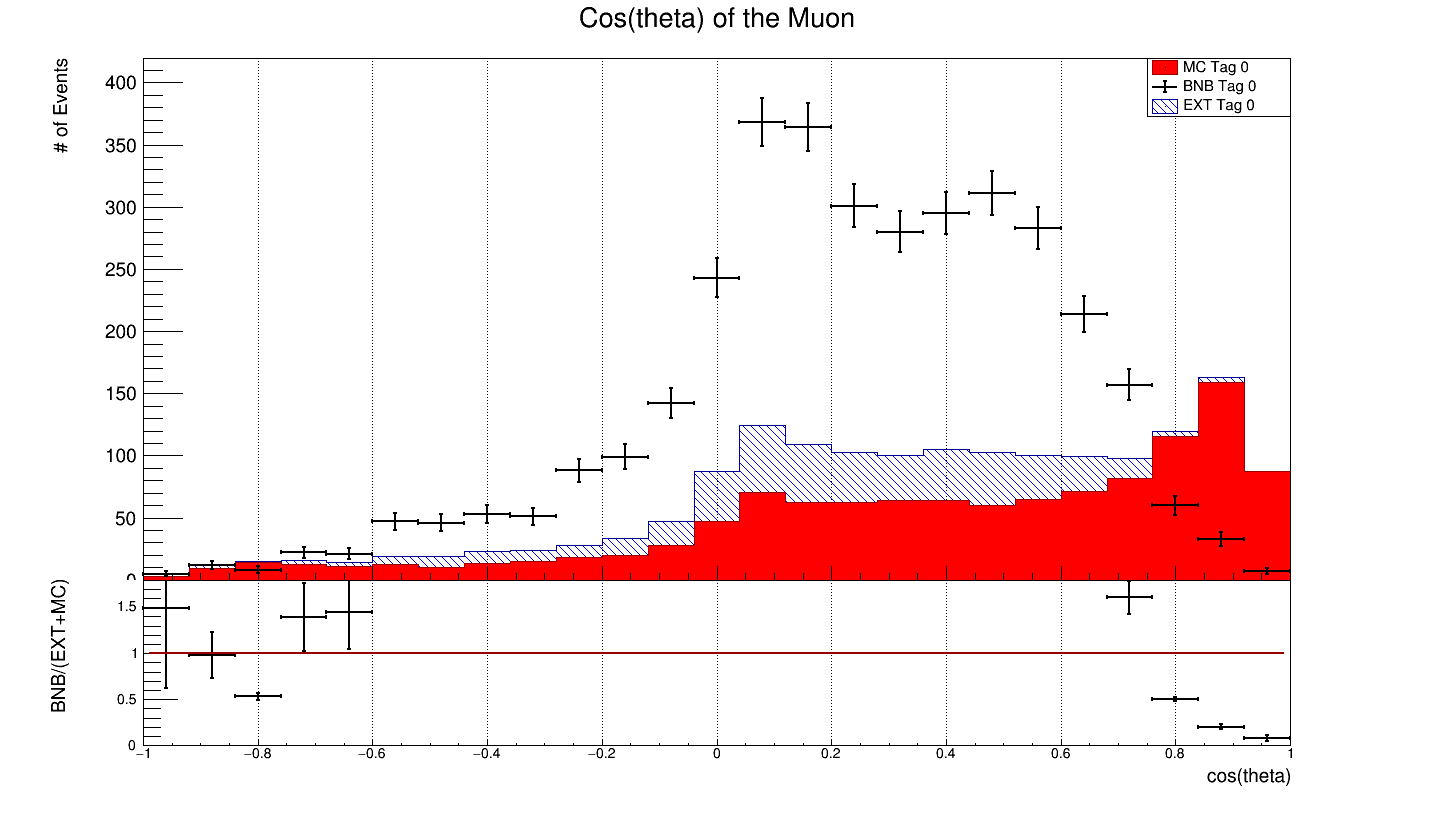 Cos(theta) of the Muon
# of Events
400
350
300
250
200
150
100
50
0
MC Tag 0
BNB Tag 0
EXT Tag 0
BNB/(EXT+MC)
1.5
1
0.5
0
−1 −0.8 −0.6 −0.4 −0.2 0 0.2 0.4 0.6 0.8 1
cos(theta)